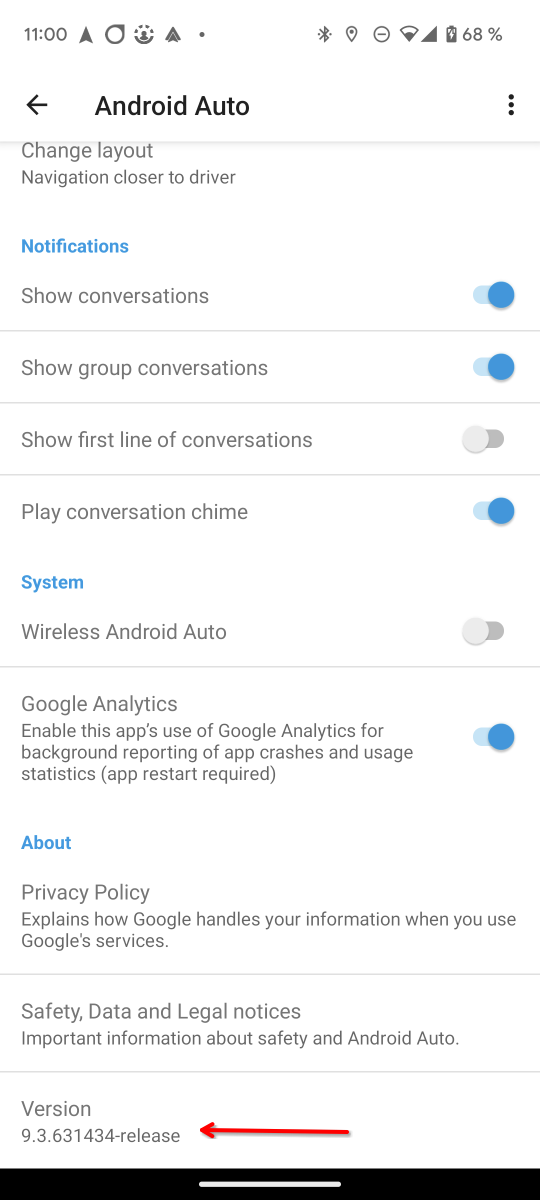 11:00
68 %
Android Auto
Change layout
Navigation closer to driver
Notifications
Show conversations
Show group conversations
Show first line of conversations
Play conversation chime
System
Wireless Android Auto
Google Analytics
Enable this app’s use of Google Analytics for
background reporting of app crashes and usage
statistics (app restart required)
About
Privacy Policy
Explains how Google handles your information when you use
Google's services.
Safety, Data and Legal notices
Important information about safety and Android Auto.
Version
9.3.631434-release